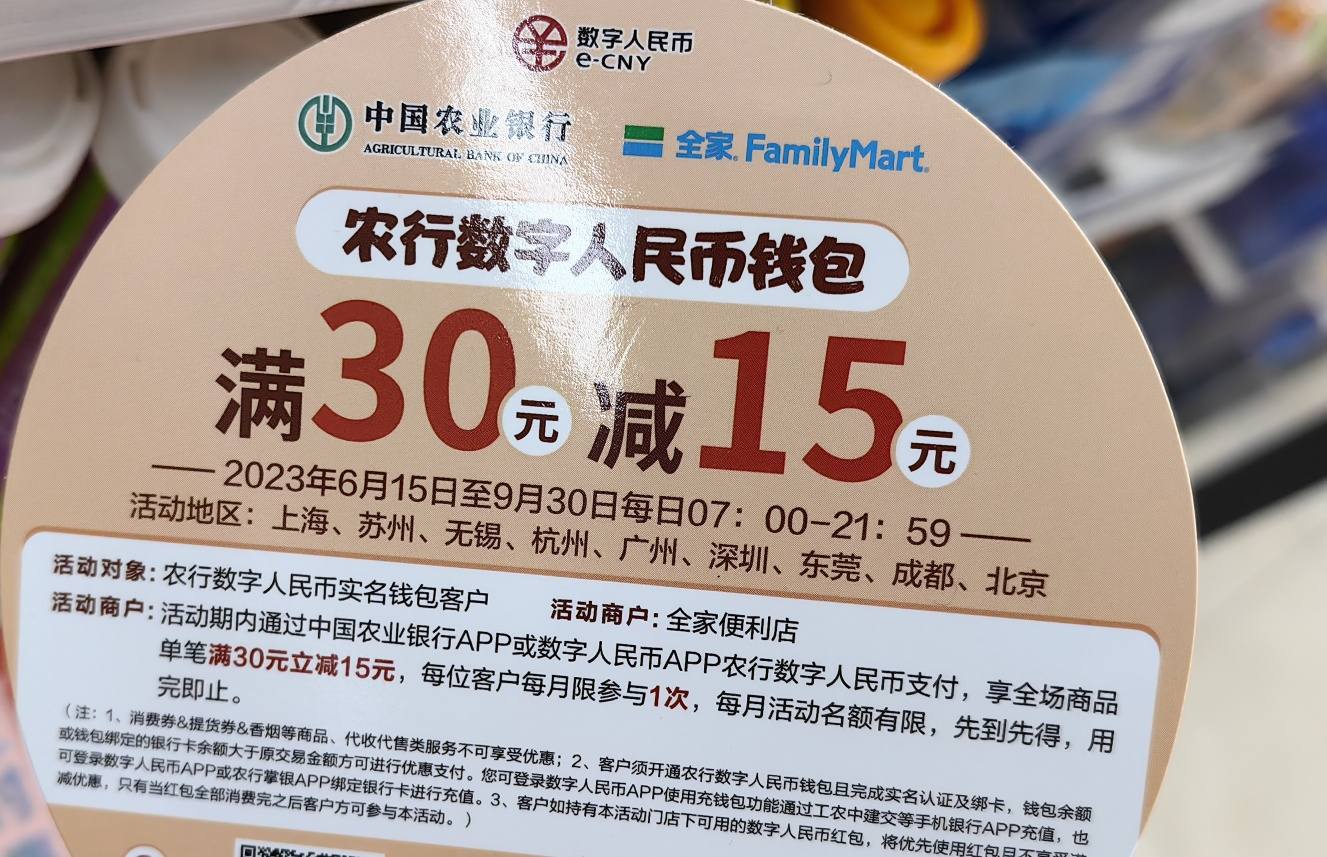 数字人民币
e-CNY
中国农业银行
AGRICULTURAL BANK OF CHINA
全家 FamilyMart
农行数字人民币钱包
满30元 减15元
2023年6月15日至9月30日每日07：00-21：59
活动地区：上海、苏州、无锡、杭州、广州、深圳、东莞、成都、北京
活动对象：农行数字人民币实名钱包客户 活动商户：全家便利店
活动商户：活动期内通过中国农业银行APP或数字人民币APP农行数字人民币支付，享全场商品
单笔满30元立减15元，每位客户每月限参与1次，每月活动名额有限，先到先得，用
完即止。
（注：1、消费券&提货券&香烟等商品、代收代售类服务不可享受优惠；2、客户须开通农行数字人民币钱包且完成实名认证及绑卡，钱包余额
或钱包绑定的银行卡余额大于原交易金额方可进行优惠支付。您可登录数字人民币APP使用充钱包功能通过工农中建交等手机银行APP充值，也
可登录数字人民币APP或农行掌银APP绑定银行卡进行充值。3、客户如持有本活动门店下可用的数字人民币红包，将优先使用红包且不享受满
减优惠，只有当红包全部消费完之后客户方可参与本活动。）